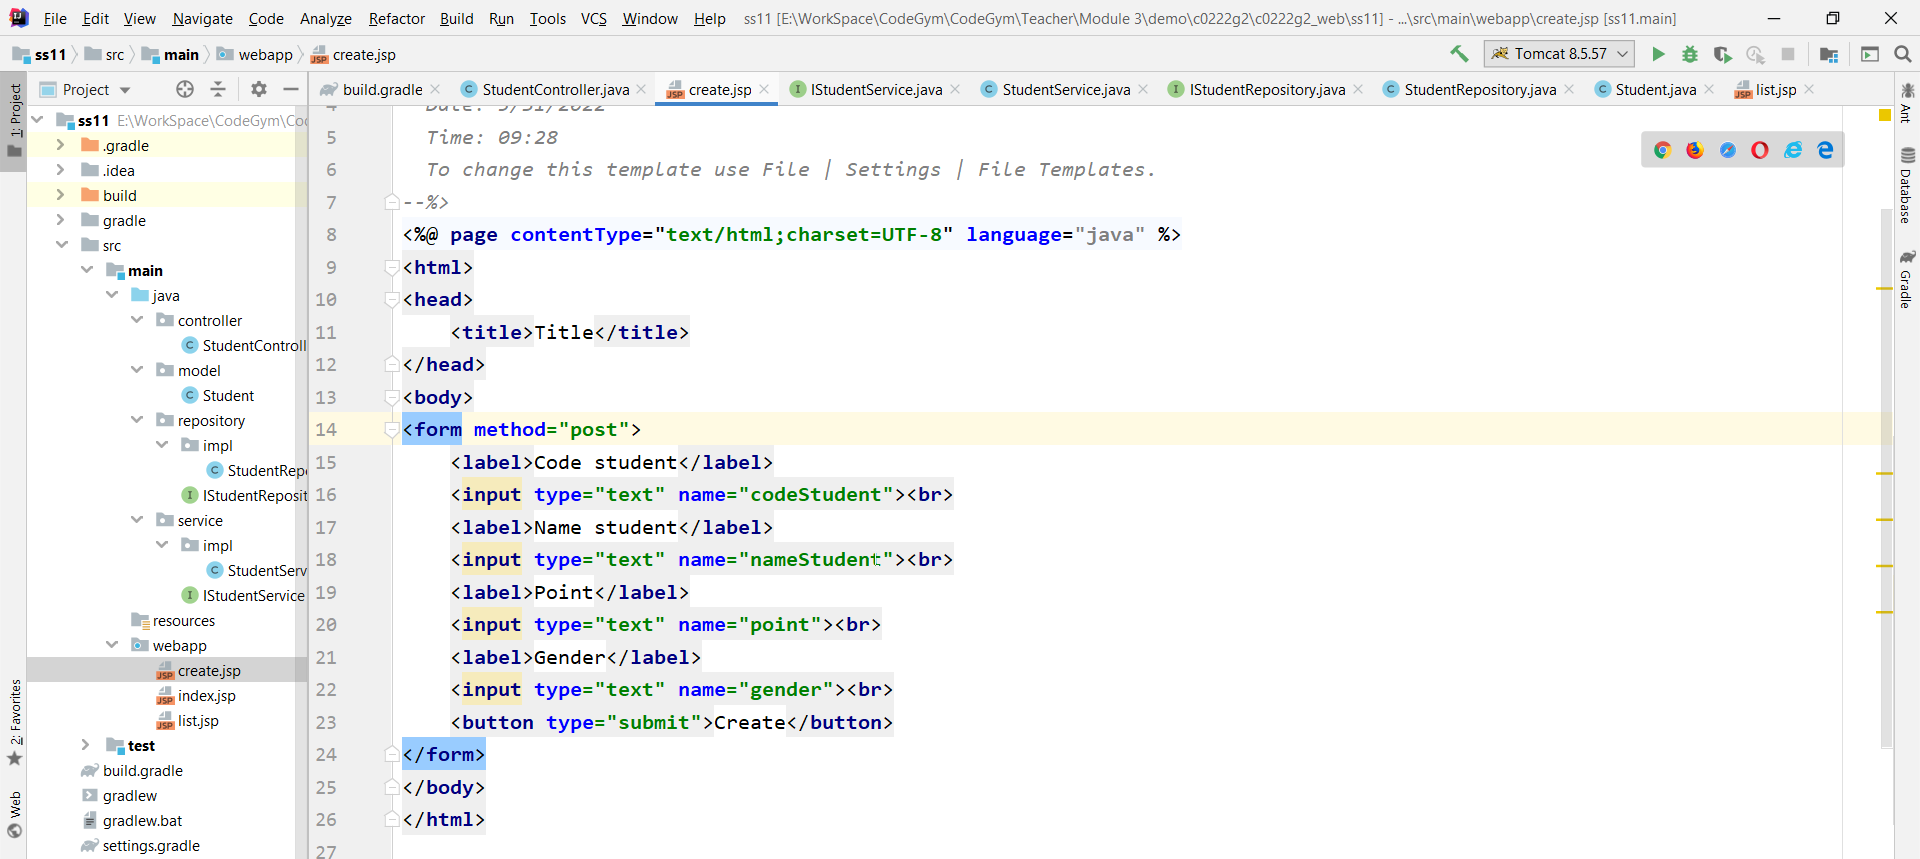 File Edit View Navigate Code Analyze Refactor Build Run Tools VCS Window Help ss11 [E:\WorkSpace\CodeGym\CodeGym\Teacher\Module 3\demo\c0222g2\c0222g2_web\ss11] - ...\src\main\webapp\create.jsp [ss11.main]
ss11 src main webapp create.jsp Tomcat 8.5.57
Project build.gradle StudentController.java create.jsp IStudentService.java StudentService.java IStudentRepository.java StudentRepository.java Student.java list.jsp
1: Project
2: Favorites
Web
ss11 E:\WorkSpace\CodeGym\Coc
.gradle
.idea
build
gradle
src
main
java
controller
StudentControll
model
Student
repository
impl
StudentRepo
IStudentReposit
service
impl
StudentServ
IStudentService
resources
webapp
create.jsp
index.jsp
list.jsp
test
build.gradle
gradlew
gradlew.bat
settings.gradle
4 Date: 5/31/2022
5 Time: 09:28
6 To change this template use File | Settings | File Templates.
7 --%>
8 <%@ page contentType="text/html;charset=UTF-8" language="java" %>
9 <html>
10 <head>
11 <title>Title</title>
12 </head>
13 <body>
14 <form method="post">
15 <label>Code student</label>
16 <input type="text" name="codeStudent"><br>
17 <label>Name student</label>
18 <input type="text" name="nameStudent"><br>
19 <label>Point</label>
20 <input type="text" name="point"><br>
21 <label>Gender</label>
22 <input type="text" name="gender"><br>
23 <button type="submit">Create</button>
24 </form>
25 </body>
26 </html>
27
Ant
Database
Gradle